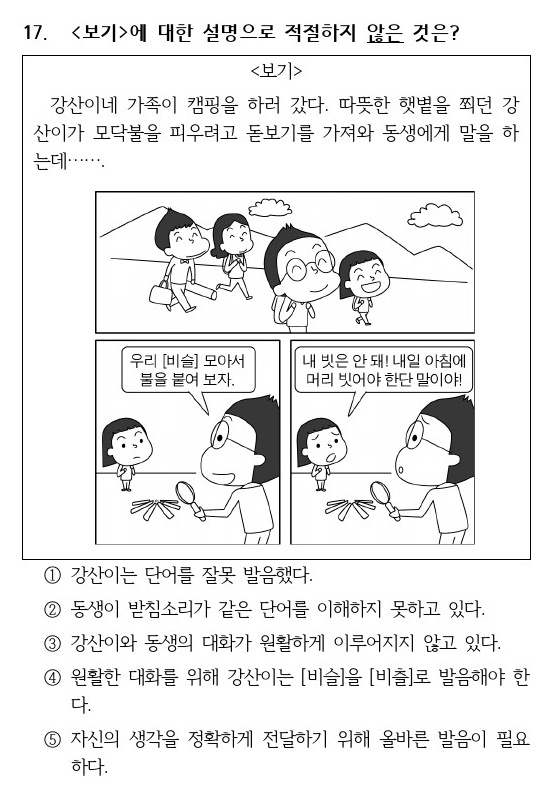 17. <보기>에 대한 설명으로 적절하지 않은 것은?
<보기>
강산이네 가족이 캠핑을 하러 갔다. 따뜻한 햇볕을 쬐던 강
산이가 모닥불을 피우려고 돋보기를 가져와 동생에게 말을 하
는데…….
우리 [비슬] 모아서
불을 붙여 보자.
내 빗은 안 돼! 내일 아침에
머리 빗어야 한단 말이야!
① 강산이는 단어를 잘못 발음했다.
② 동생이 받침소리가 같은 단어를 이해하지 못하고 있다.
③ 강산이와 동생의 대화가 원활하게 이루어지지 않고 있다.
④ 원활한 대화를 위해 강산이는 [비슬]을 [비츨]로 발음해야 한
다.
⑤ 자신의 생각을 정확하게 전달하기 위해 올바른 발음이 필요
하다.